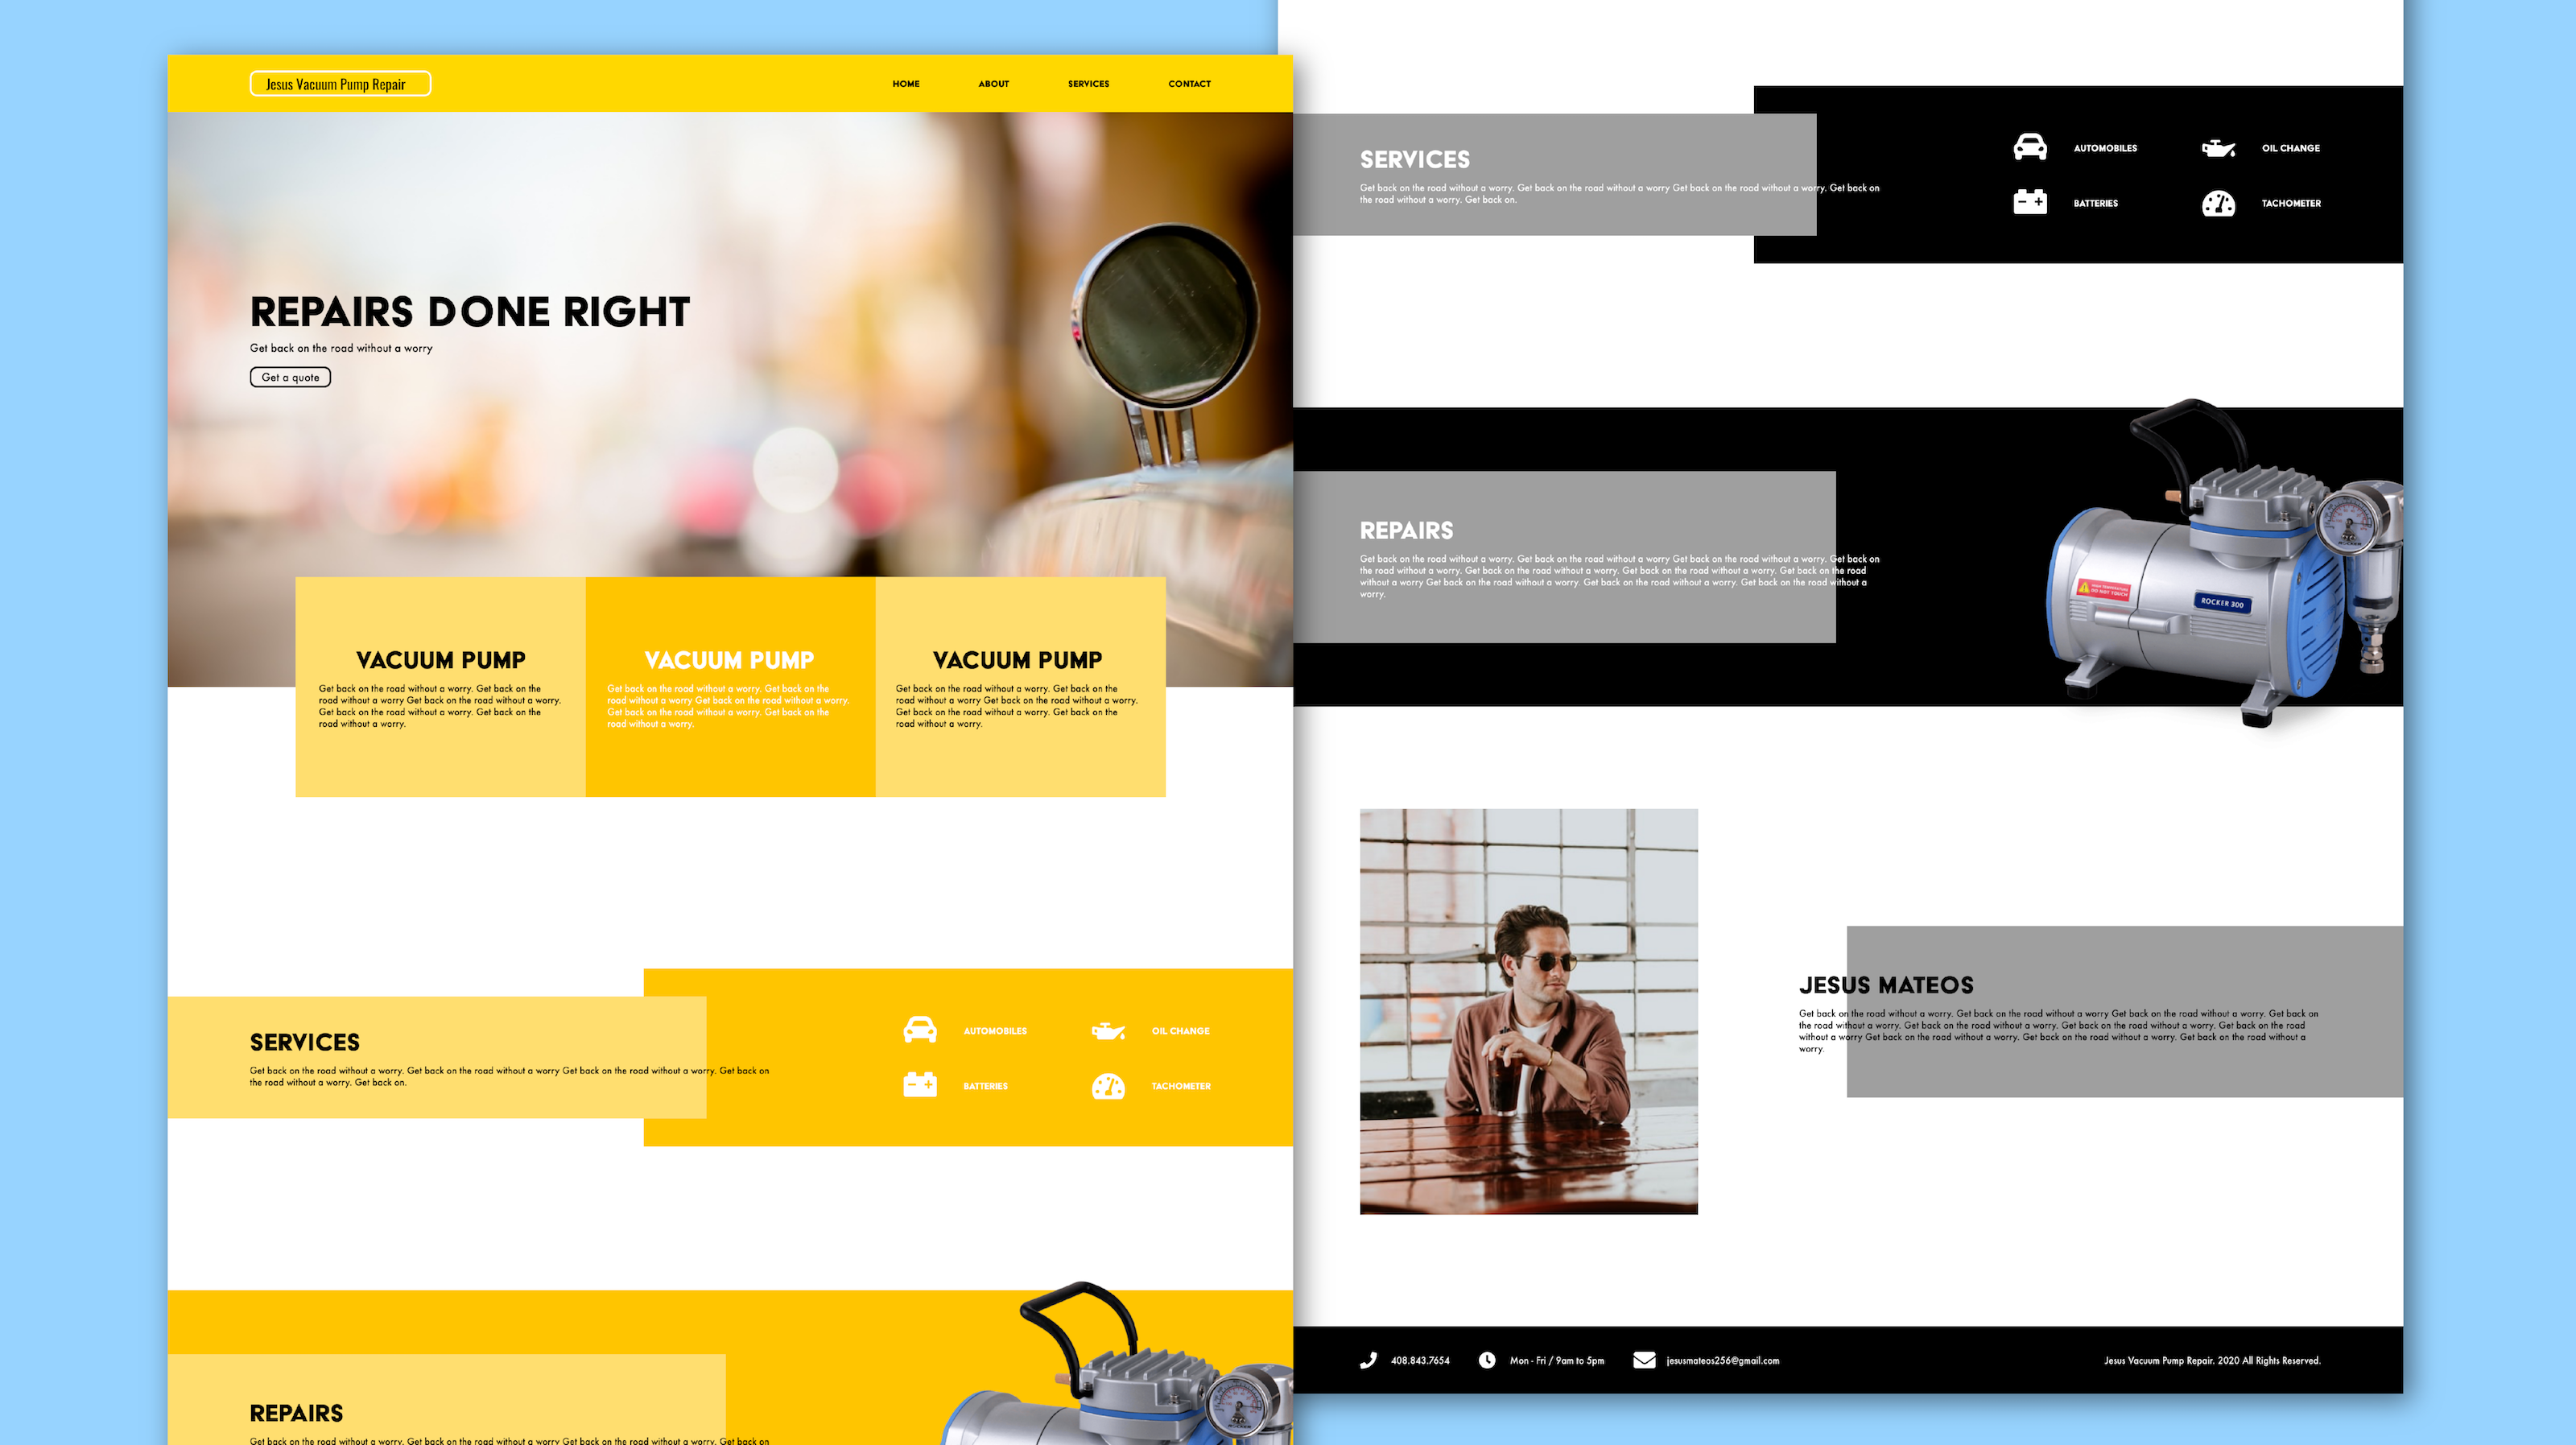 Jesus Vacuum Pump Repair
HOME
ABOUT
SERVICES
CONTACT
REPAIRS DONE RIGHT
Get back on the road without a worry
Get a quote
VACUUM PUMP
Get back on the road without a worry. Get back on the
road without a worry Get back on the road without a worry.
Get back on the road without a worry. Get back on the
road without a worry.
VACUUM PUMP
Get back on the road without a worry. Get back on the
road without a worry Get back on the road without a worry.
Get back on the road without a worry. Get back on the
road without a worry.
VACUUM PUMP
Get back on the road without a worry. Get back on the
road without a worry Get back on the road without a worry.
Get back on the road without a worry. Get back on the
road without a worry.
SERVICES
Get back on the road without a worry. Get back on the road without a worry Get back on the road without a worry. Get back on
the road without a worry. Get back on.
AUTOMOBILES
OIL CHANGE
BATTERIES
TACHOMETER
REPAIRS
Get back on the road without a worry. Get back on the road without a worry Get back on the road without a worry. Get back on
SERVICES
Get back on the road without a worry. Get back on the road without a worry Get back on the road without a worry. Get back on
the road without a worry. Get back on.
AUTOMOBILES
OIL CHANGE
BATTERIES
TACHOMETER
REPAIRS
Get back on the road without a worry. Get back on the road without a worry Get back on the road without a worry. Get back on
the road without a worry. Get back on the road without a worry. Get back on the road without a worry. Get back on the road
without a worry Get back on the road without a worry. Get back on the road without a worry. Get back on the road without a
worry.
DO NOT TOUCH
ROCKER 300
JESUS MATEOS
Get back on the road without a worry. Get back on the road without a worry Get back on the road without a worry. Get back on
the road without a worry. Get back on the road without a worry. Get back on the road without a worry. Get back on the road
without a worry Get back on the road without a worry. Get back on the road without a worry. Get back on the road without a
worry.
408.843.7654
Mon - Fri / 9am to 5pm
jesusmateos256@gmail.com
Jesus Vacuum Pump Repair. 2020 All Rights Reserved.